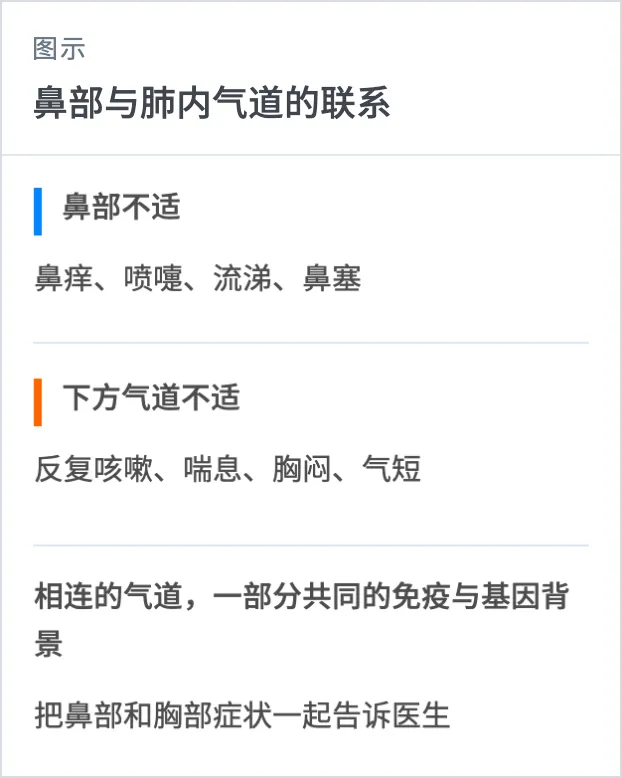 图示
鼻部与肺内气道的联系
鼻部不适
鼻痒、喷嚏、流涕、鼻塞
下方气道不适
反复咳嗽、喘息、胸闷、气短
相连的气道，一部分共同的免疫与基因背
景
把鼻部和胸部症状一起告诉医生